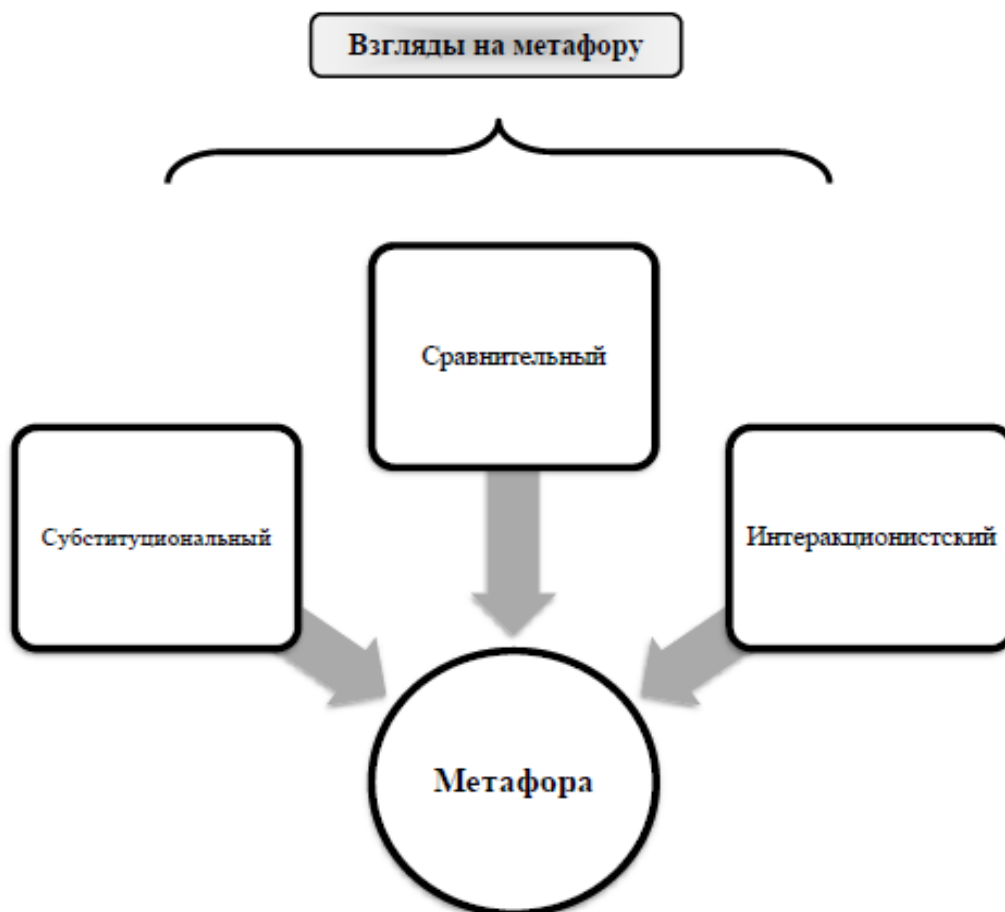 Взгляды на метафору
Сравнительный
Субституциональный
Интеракционистский
Метафора